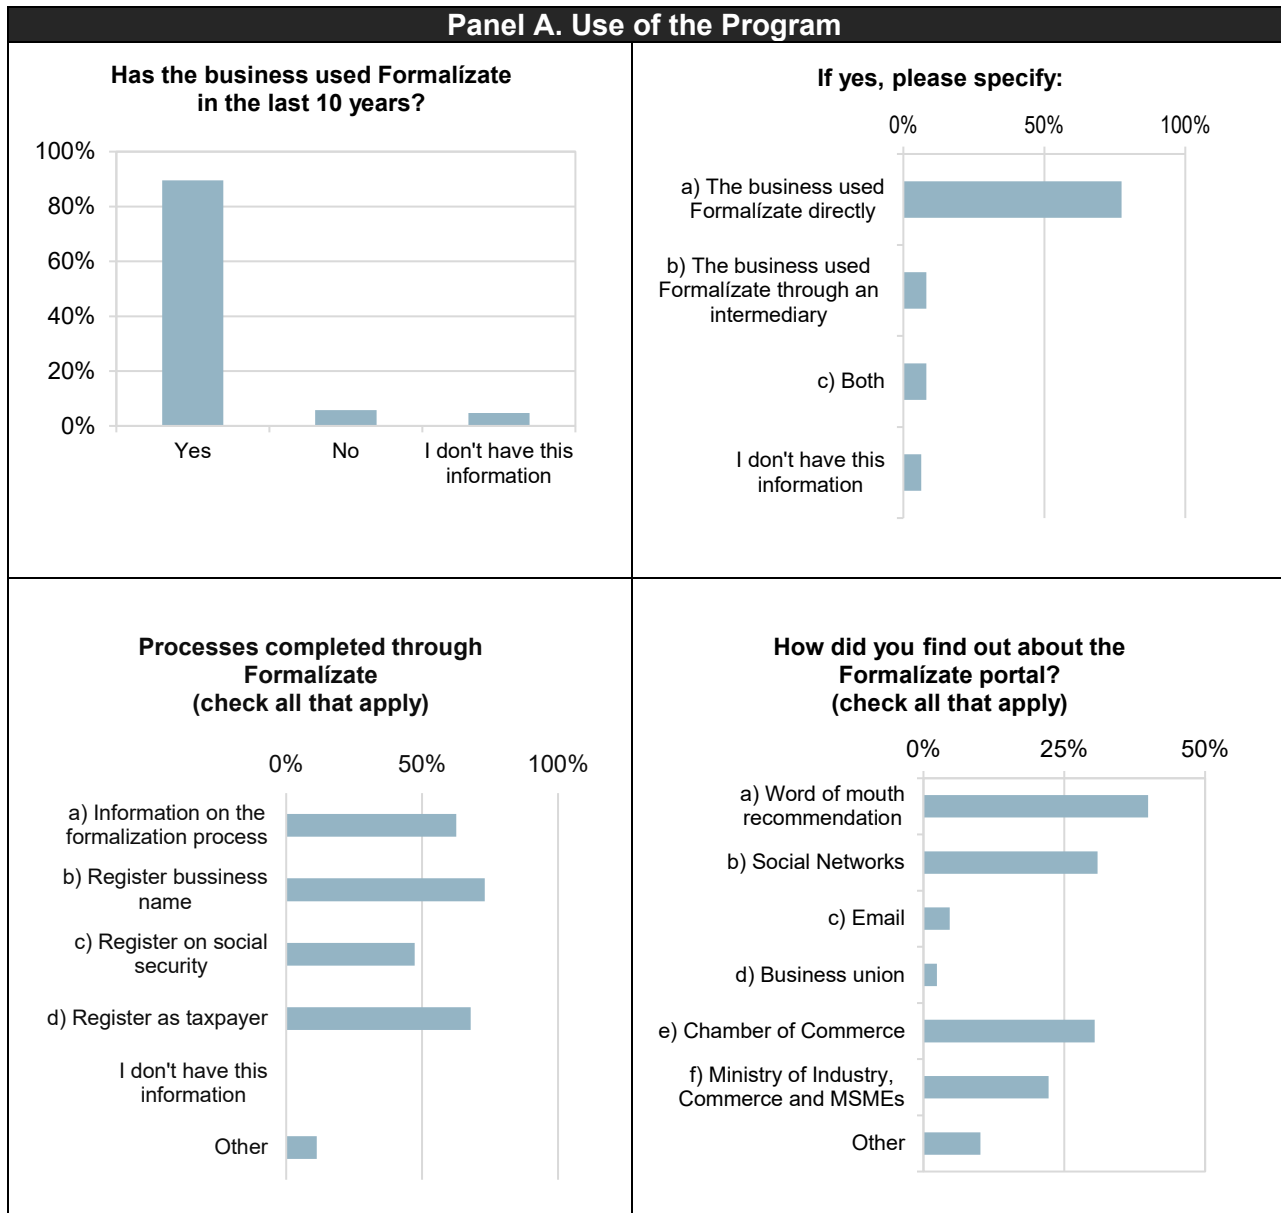 Panel A. Use of the Program
Has the business used Formalízate
in the last 10 years?
100%
80%
60%
40%
20%
0%
Yes
No
I don't have this
information
If yes, please specify:
0%
50%
100%
a) The business used
Formalízate directly
b) The business used
Formalízate through an
intermediary
c) Both
I don't have this
information
Processes completed through
Formalízate
(check all that apply)
0%
50%
100%
a) Information on the
formalization process
b) Register bussiness
name
c) Register on social
security
d) Register as taxpayer
I don't have this
information
Other
How did you find out about the
Formalízate portal?
(check all that apply)
0%
25%
50%
a) Word of mouth
recommendation
b) Social Networks
c) Email
d) Business union
e) Chamber of Commerce
f) Ministry of Industry,
Commerce and MSMEs
Other